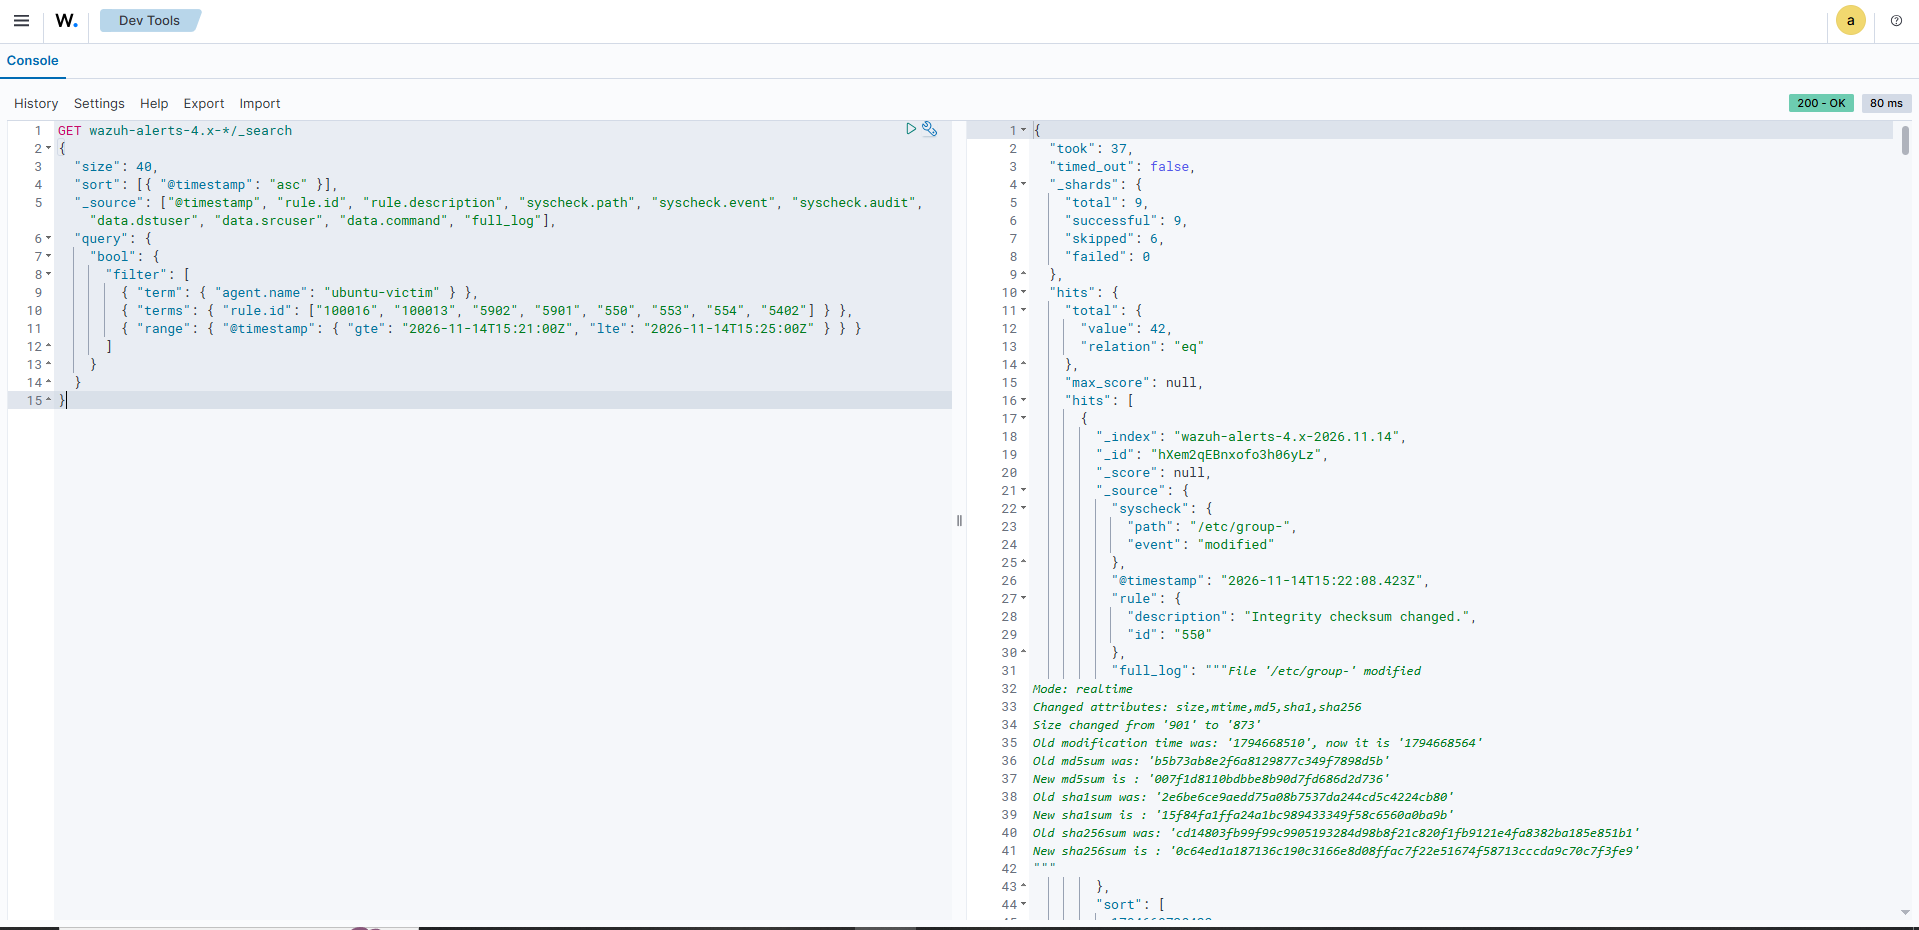 W.
Dev Tools
a
Console
History Settings Help Export Import
200 - OK 80 ms
1 GET wazuh-alerts-4.x-*/_search
2 {
3 "size": 40,
4 "sort": [{ "@timestamp": "asc" }],
5 "_source": ["@timestamp", "rule.id", "rule.description", "syscheck.path", "syscheck.event", "syscheck.audit",
"data.dstuser", "data.srcuser", "data.command", "full_log"],
6 "query": {
7 "bool": {
8 "filter": [
9 { "term": { "agent.name": "ubuntu-victim" } },
10 { "terms": { "rule.id": ["100016", "100013", "5902", "5901", "550", "553", "554", "5402"] } },
11 { "range": { "@timestamp": { "gte": "2026-11-14T15:21:00Z", "lte": "2026-11-14T15:25:00Z" } } }
12 ]
13 }
14 }
15 }
1 {
2 "took": 37,
3 "timed_out": false,
4 "_shards": {
5 "total": 9,
6 "successful": 9,
7 "skipped": 6,
8 "failed": 0
9 },
10 "hits": {
11 "total": {
12 "value": 42,
13 "relation": "eq"
14 },
15 "max_score": null,
16 "hits": [
17 {
18 "_index": "wazuh-alerts-4.x-2026.11.14",
19 "_id": "hXem2qEBnxofo3h06yLz",
20 "_score": null,
21 "_source": {
22 "syscheck": {
23 "path": "/etc/group-",
24 "event": "modified"
25 },
26 "@timestamp": "2026-11-14T15:22:08.423Z",
27 "rule": {
28 "description": "Integrity checksum changed.",
29 "id": "550"
30 },
31 "full_log": """File '/etc/group-' modified
32 Mode: realtime
33 Changed attributes: size,mtime,md5,sha1,sha256
34 Size changed from '901' to '873'
35 Old modification time was: '1794668510', now it is '1794668564'
36 Old md5sum was: 'b5b73ab8e2f6a8129877c349f7898d5b'
37 New md5sum is : '007f1d8110bdbbe8b90d7fd686d2d736'
38 Old sha1sum was: '2e6be6ce9aedd75a08b7537da244cd5c4224cb80'
39 New sha1sum is : '15f84fa1ffa24a1bc989433349f58c6560a0ba9b'
40 Old sha256sum was: 'cd14803fb99f99c9905193284d98b8f21c820f1fb9121e4fa8382ba185e851b1'
41 New sha256sum is : '0c64ed1a187136c190c3166e8d08ffac7f22e51674f58713cccda9c70c7f3fe9'
42 """
43 },
44 "sort": [